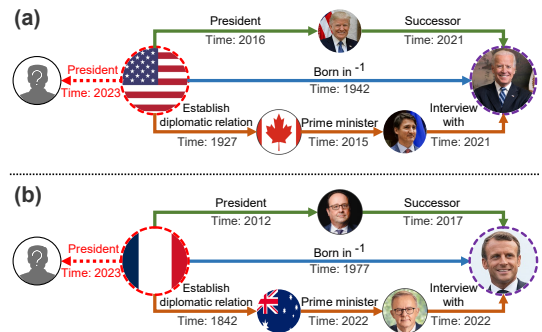 (a)
President
Successor
Time: 2016
Time: 2021
?
President
Time: 2023
Born in -1
Time: 1942
Establish
diplomatic relation
Prime minister
Interview
with
Time: 1927
Time: 2015
Time: 2021
(b)
President
Successor
Time: 2012
Time: 2017
?
President
Time: 2023
Born in -1
Time: 1977
Establish
diplomatic relation
Prime minister
Interview
with
Time: 1842
Time: 2022
Time: 2022